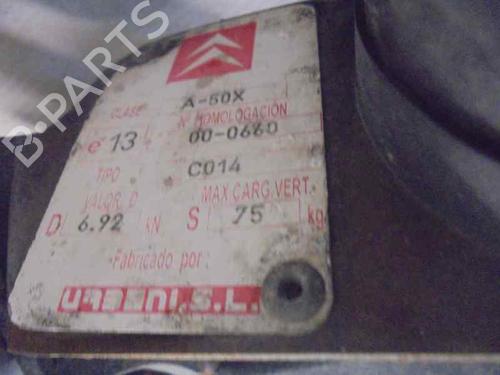 B-PARTS
CLASE A-50X
e13 Nº HOMOLOGACIÓN 00-0660
TIPO C014
VALOR D MAX CARG.VERT.
D 6.92 kN S 75 kg
Fabricado por: